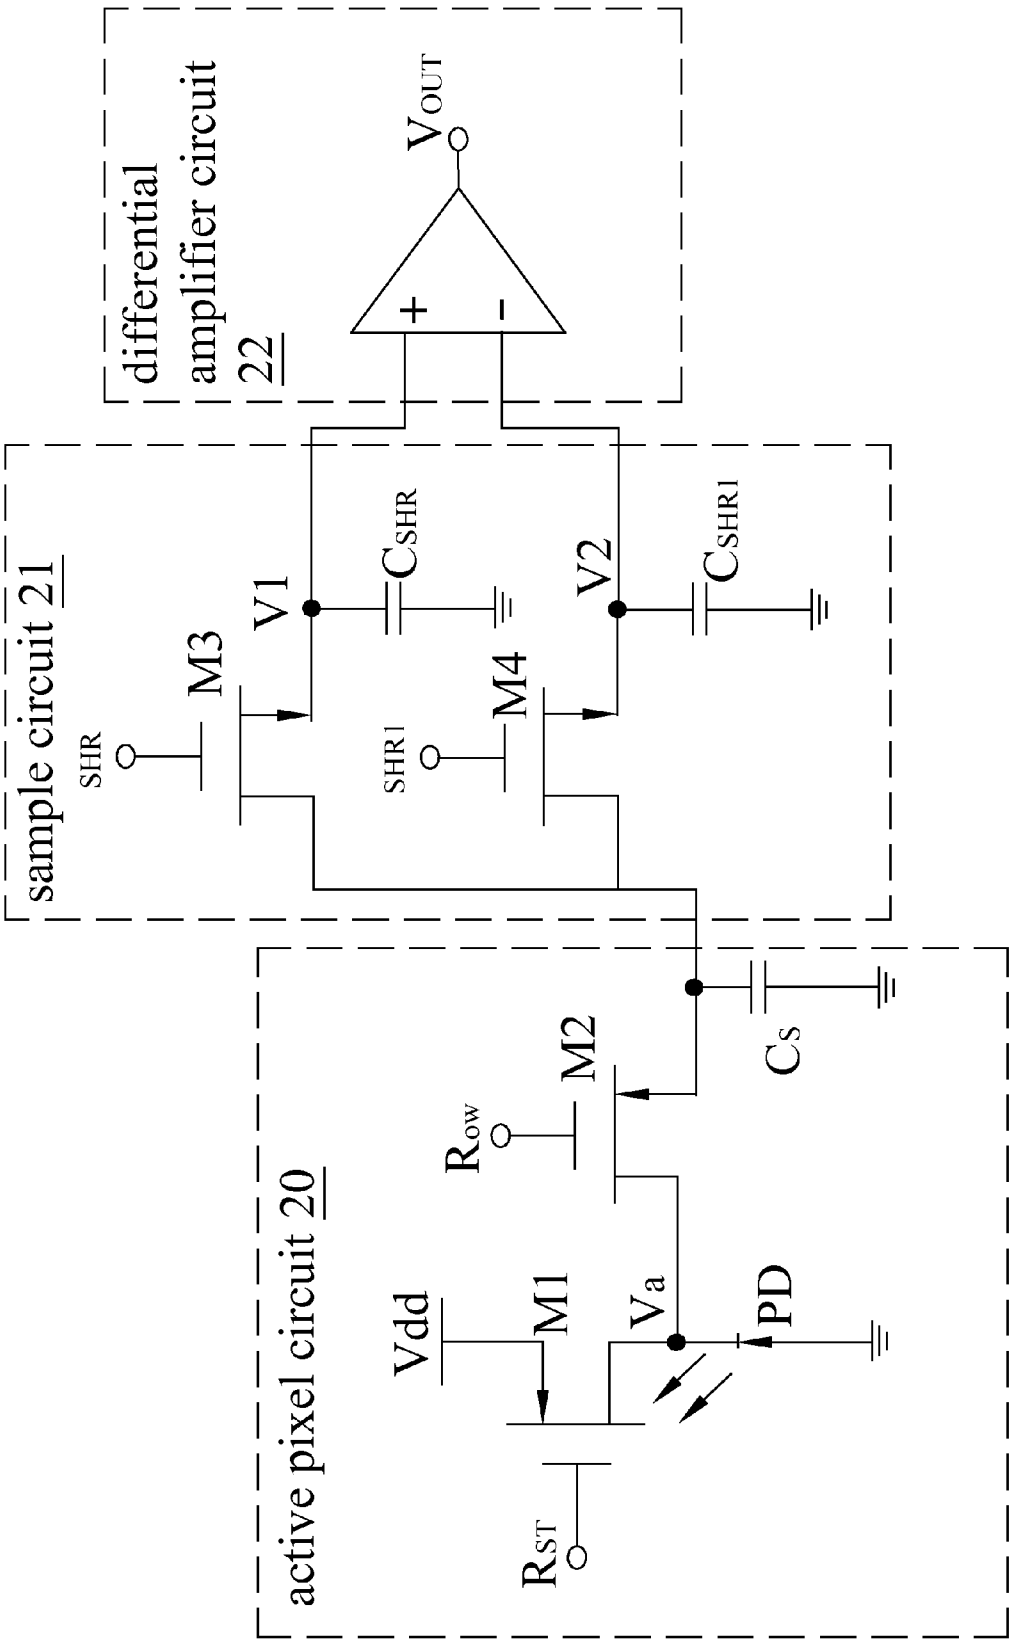 active pixel circuit 20
Vdd
M1
RST
Va
PD
Row
M2
CS
sample circuit 21
SHR
M3
V1
CSHR
SHR1
M4
V2
CSHR1
differential
amplifier circuit
22
+
-
VOUT